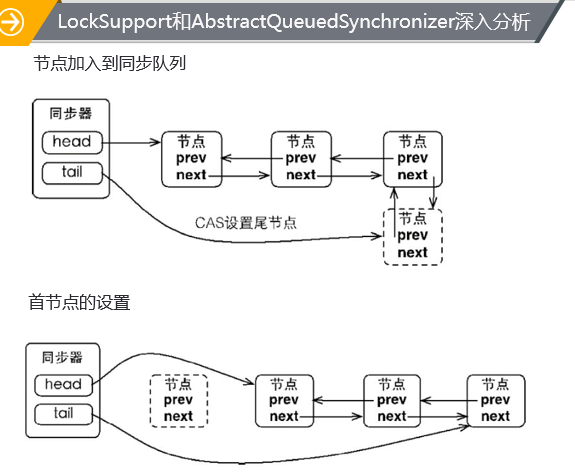 LockSupport和AbstractQueuedSynchronizer深入分析
节点加入到同步队列
同步器
head
tail
节点
prev
next
节点
prev
next
节点
prev
next
CAS设置尾节点
节点
prev
next
首节点的设置
同步器
head
tail
节点
prev
next
节点
prev
next
节点
prev
next
节点
prev
next